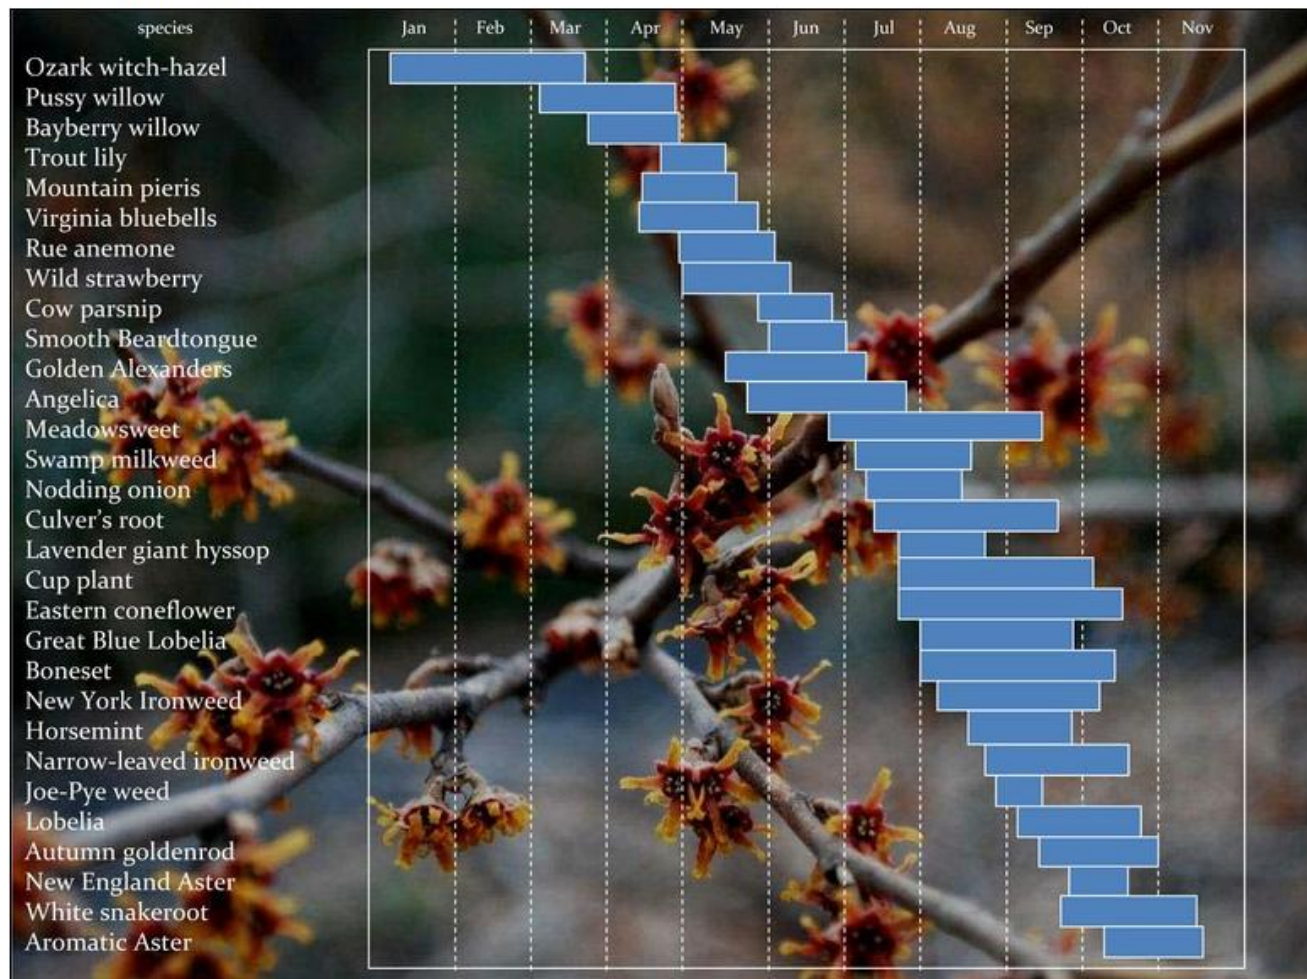 species Jan Feb Mar Apr May Jun Jul Aug Sep Oct Nov
Ozark witch-hazel
Pussy willow
Bayberry willow
Trout lily
Mountain pieris
Virginia bluebells
Rue anemone
Wild strawberry
Cow parsnip
Smooth Beardtongue
Golden Alexanders
Angelica
Meadowsweet
Swamp milkweed
Nodding onion
Culver’s root
Lavender giant hyssop
Cup plant
Eastern coneflower
Great Blue Lobelia
Boneset
New York Ironweed
Horsemint
Narrow-leaved ironweed
Joe-Pye weed
Lobelia
Autumn goldenrod
New England Aster
White snakeroot
Aromatic Aster